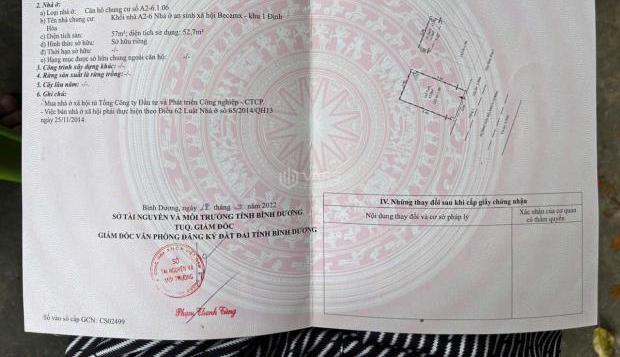 2. Nhà ở:
a) Loại nhà ở: Căn hộ chung cư số A2-6.1.06
b) Tên nhà chung cư: Khối nhà A2-6 Nhà ở an sinh xã hội Becamx - khu 1 Định
Hòa
c) Diện tích sàn: 57m²; diện tích sử dụng: 52,7m²
d) Hình thức sở hữu: Sở hữu riêng
đ) Thời hạn sở hữu: -/-
e) Hạng mục được sở hữu chung ngoài căn hộ: -/-
3. Công trình xây dựng khác: -/-
4. Rừng sản xuất là rừng trồng: -/-
5. Cây lâu năm: -/-
6. Ghi chú:
- Mua nhà ở xã hội từ Tổng Công ty Đầu tư và Phát triển Công nghiệp - CTCP.
- Việc bán nhà ở xã hội phải thực hiện theo Điều 62 Luật Nhà ở số 65/2014/QH13
ngày 25/11/2014.
Bình Dương, ngày tháng năm 2022
SỞ TÀI NGUYÊN VÀ MÔI TRƯỜNG TỈNH BÌNH DƯƠNG
TUQ. GIÁM ĐỐC
GIÁM ĐỐC VĂN PHÒNG ĐĂNG KÝ ĐẤT ĐAI TỈNH BÌNH DƯƠNG
SỞ
TÀI NGUYÊN VÀ
MÔI TRƯỜNG
Phạm Thanh Tùng
Số vào sổ cấp GCN: CS02499
IV. Những thay đổi sau khi cấp giấy chứng nhận
Nội dung thay đổi và cơ sở pháp lý
Xác nhận của cơ quan
có thẩm quyền